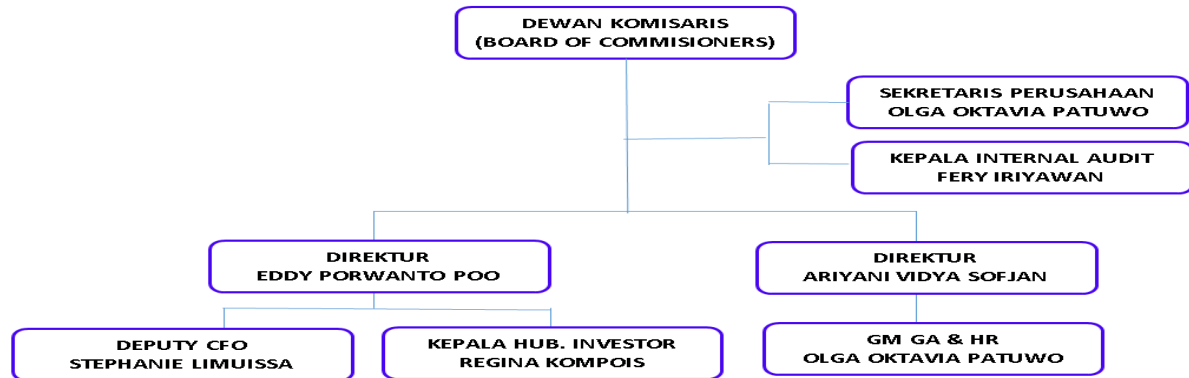 DEWAN KOMISARIS
(BOARD OF COMMISIONERS)
SEKRETARIS PERUSAHAAN
OLGA OKTAVIA PATUWO
KEPALA INTERNAL AUDIT
FERY IRIYAWAN
DIREKTUR
EDDY PORWANTO POO
DIREKTUR
ARIYANI VIDYA SOFJAN
DEPUTY CFO
STEPHANIE LIMUISSA
KEPALA HUB. INVESTOR
REGINA KOMPOIS
GM GA & HR
OLGA OKTAVIA PATUWO